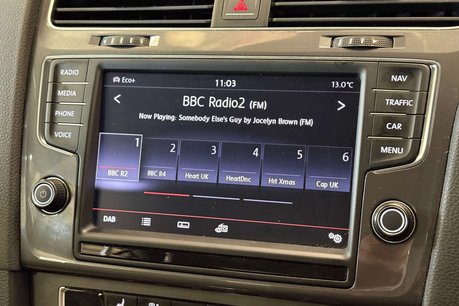 RADIO
MEDIA
PHONE
VOICE
Eco+ 11:03 13.0°C
< BBC Radio2 (FM) >
Now Playing: Somebody Else's Guy by Jocelyn Brown (FM)
1 2 3 4 5 6
BBC R2 BBC R4 Heart UK HeartDnc Hrt Xmas Cap UK
DAB
NAV
TRAFFIC
CAR
MENU